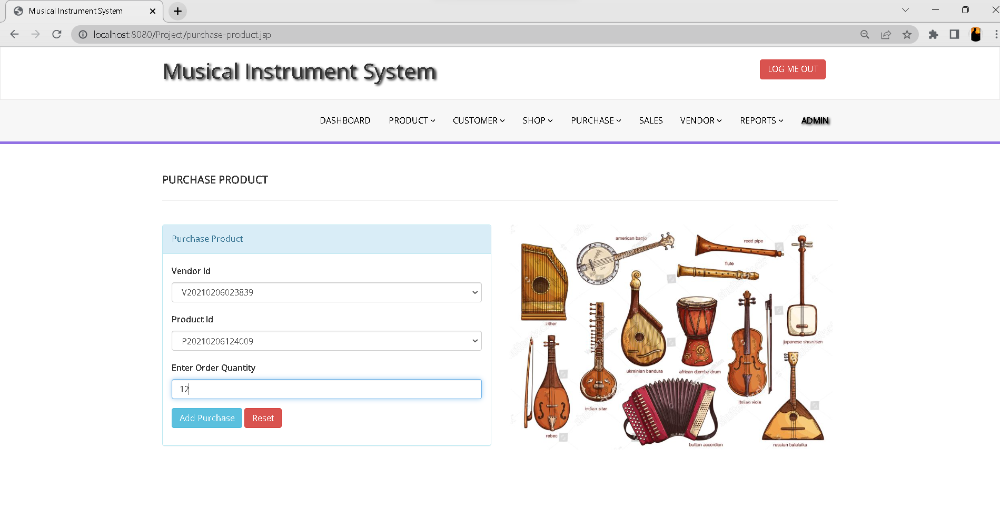 Musical Instrument System
localhost:8080/Project/purchase-product.jsp
Musical Instrument System
LOG ME OUT
DASHBOARD PRODUCT CUSTOMER SHOP PURCHASE SALES VENDOR REPORTS ADMIN
PURCHASE PRODUCT
Purchase Product
Vendor Id
V20210206023839
Product Id
P20210206124009
Enter Order Quantity
12
Add Purchase Reset
american banjo
reed pipe
flute
zither
japanese shamisen
ukrainian bandura
african djembe drum
Italian viola
indian sitar
rebec
button accordion
russian balalaika